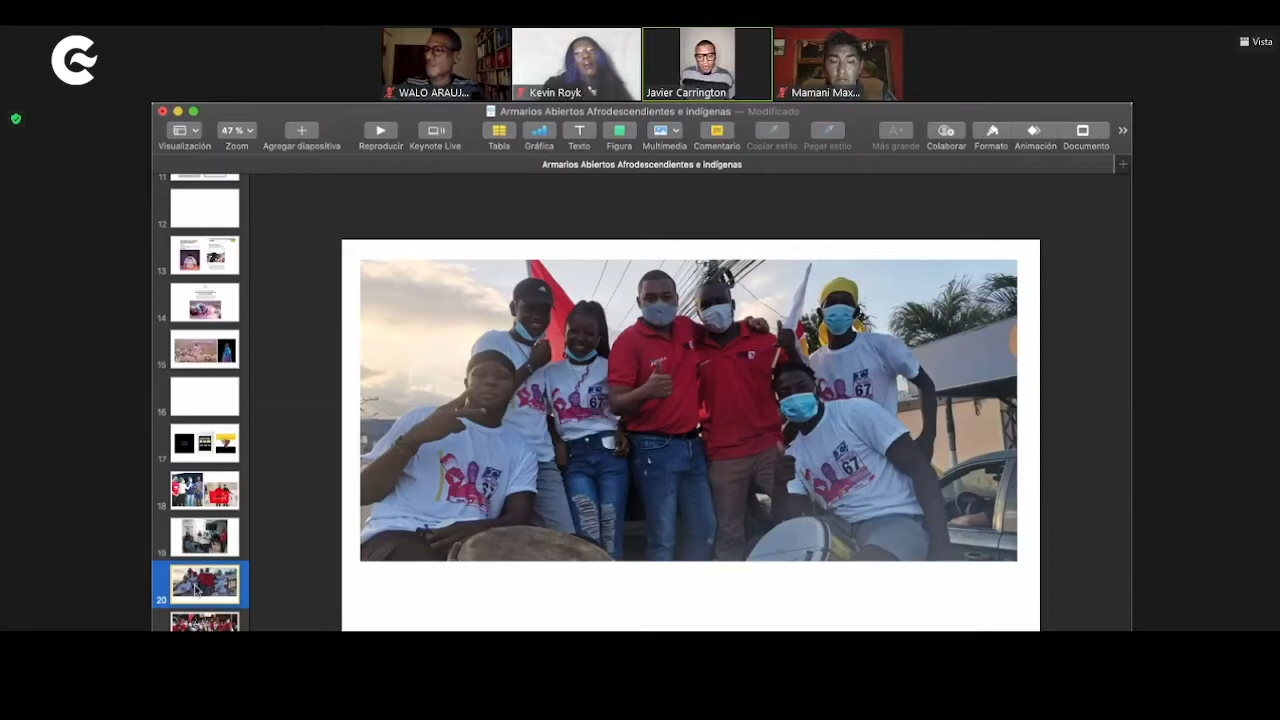 WALO ARAUJ...
Kevin Royk
Javier Carrington
Mamani Max...
Vista
Armarios Abiertos Afrodescendientes e indígenas — Modificado
47 %
Visualización
Zoom
Agregar diapositiva
Reproducir
Keynote Live
Tabla
Gráfica
Texto
Figura
Multimedia
Comentario
Copiar estilo
Pegar estilo
Más grande
Colaborar
Formato
Animación
Documento
Armarios Abiertos Afrodescendientes e indígenas
11
12
13
14
15
16
17
18
19
20
67
67
67
67